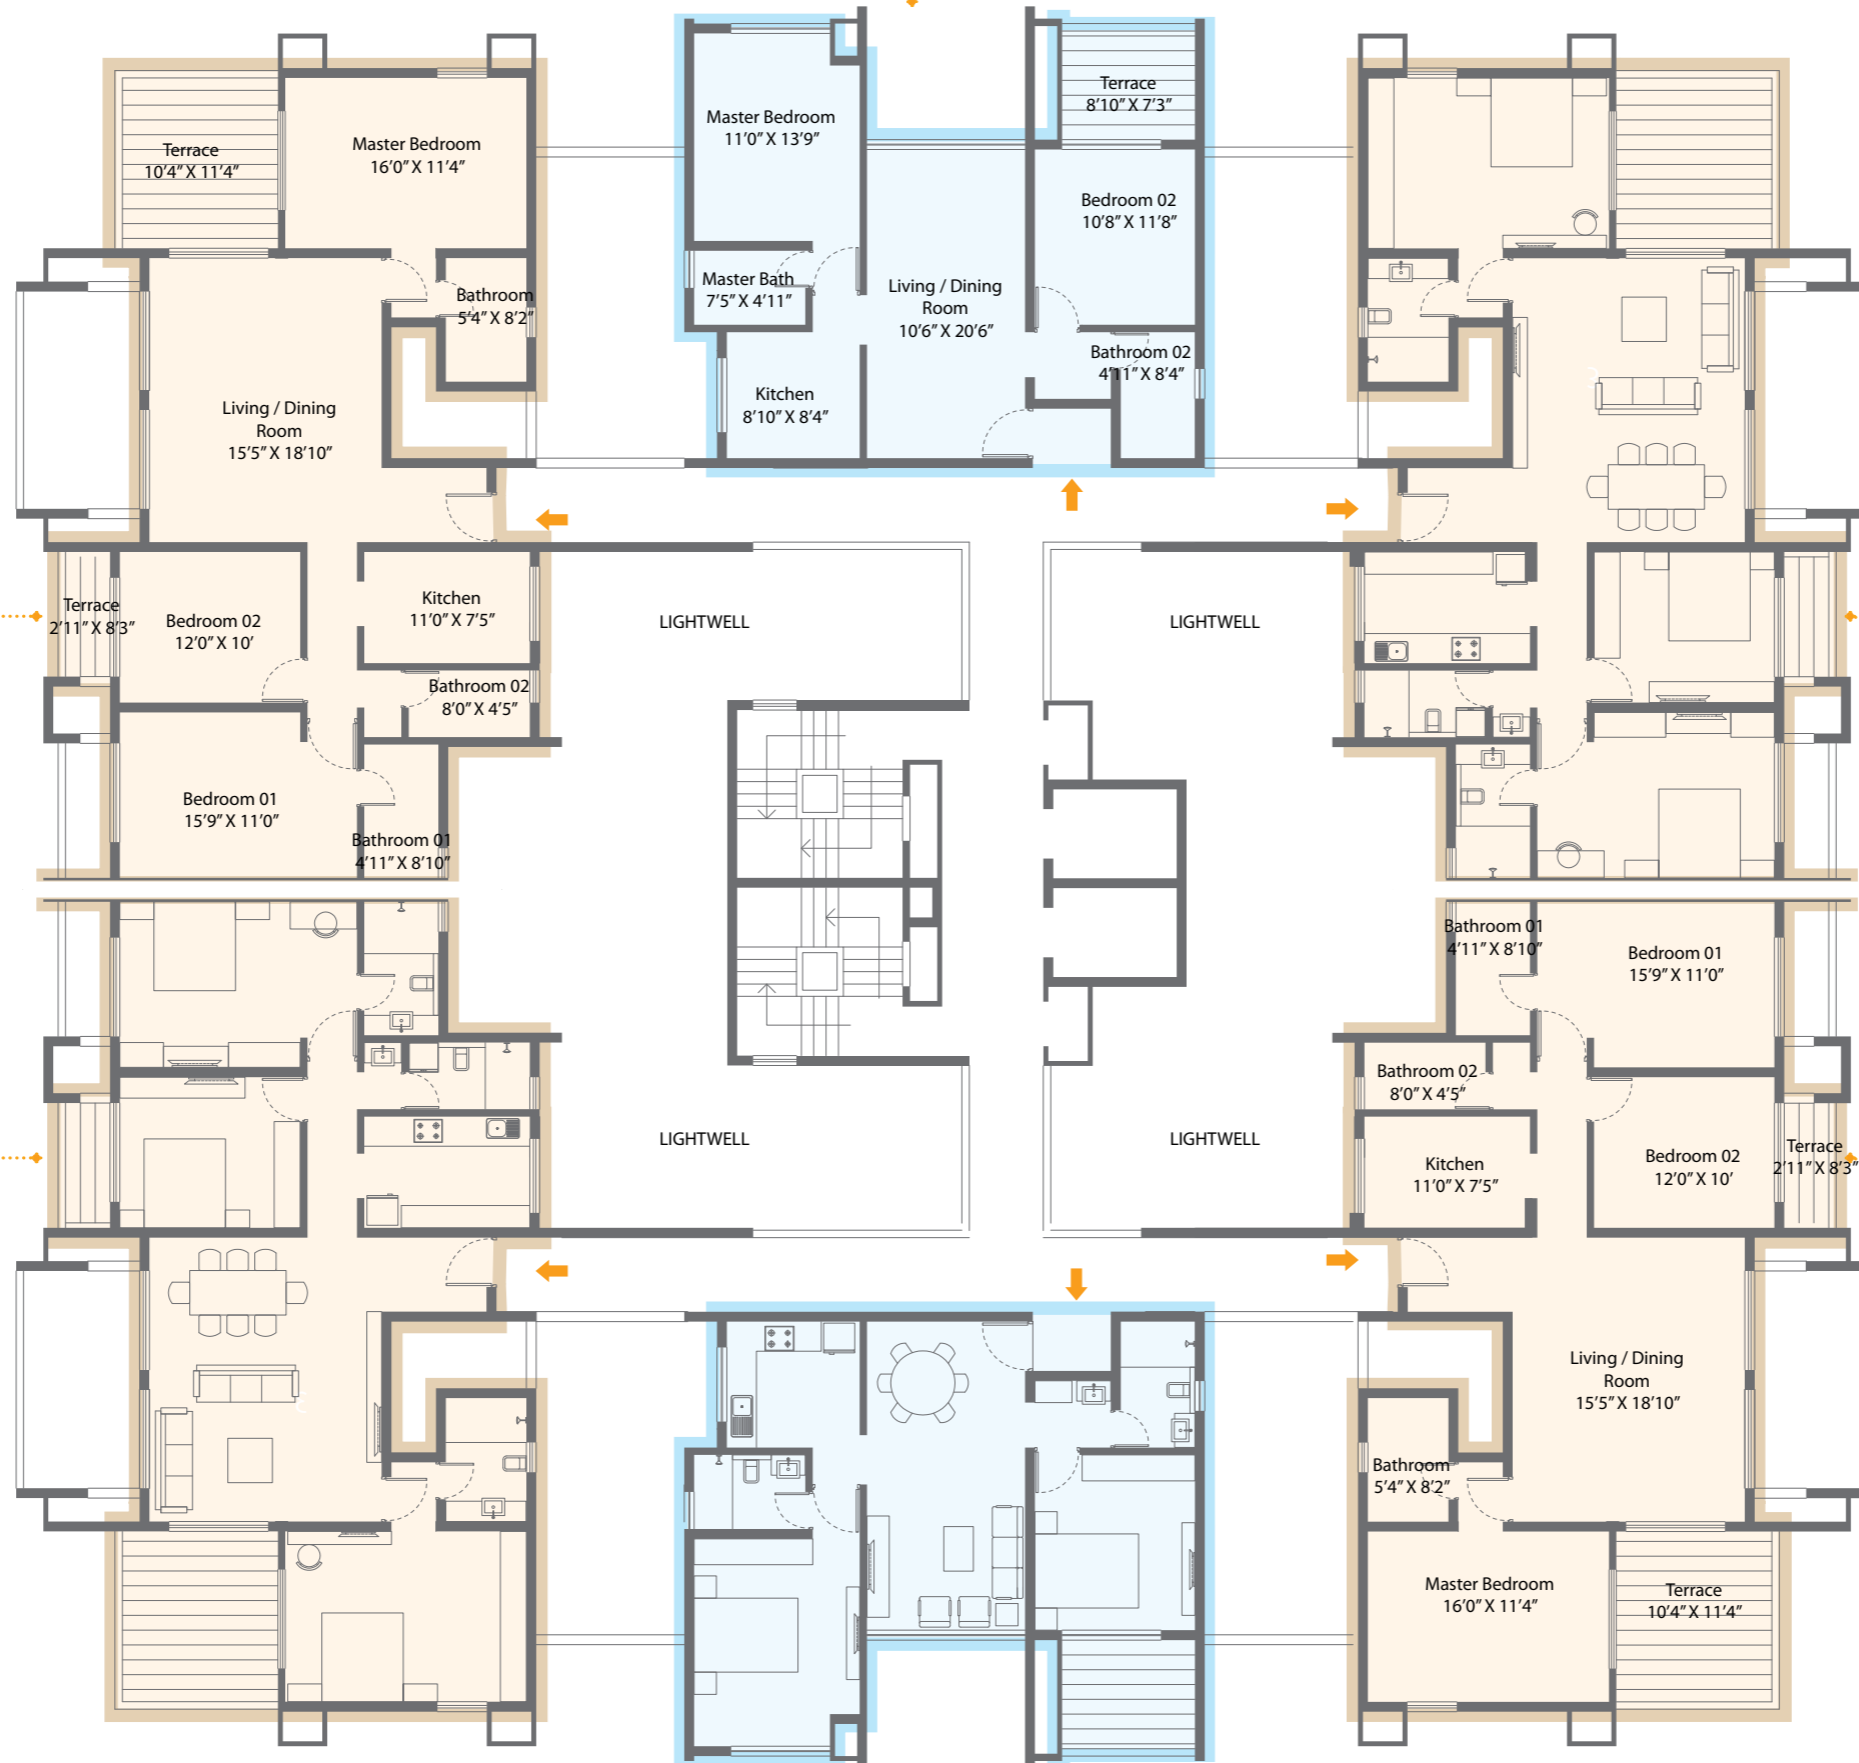 Master Bedroom
16'0" X 11'4"
Terrace
10'4" X 11'4"
Bathroom
5'4" X 8'2"
Living / Dining
Room
15'5" X 18'10"
Terrace
2'11" X 8'3"
Bedroom 02
12'0" X 10'
Kitchen
11'0" X 7'5"
Bathroom 02
8'0" X 4'5"
Bedroom 01
15'9" X 11'0"
Bathroom 01
4'11" X 8'10"
Master Bedroom
11'0" X 13'9"
Terrace
8'10" X 7'3"
Bedroom 02
10'8" X 11'8"
Master Bath
7'5" X 4'11"
Living / Dining
Room
10'6" X 20'6"
Bathroom 02
4'11" X 8'4"
Kitchen
8'10" X 8'4"
LIGHTWELL
LIGHTWELL
LIGHTWELL
LIGHTWELL
Bathroom 01
4'11" X 8'10"
Bedroom 01
15'9" X 11'0"
Bathroom 02
8'0" X 4'5"
Kitchen
11'0" X 7'5"
Bedroom 02
12'0" X 10'
Terrace
2'11" X 8'3"
Living / Dining
Room
15'5" X 18'10"
Bathroom
5'4" X 8'2"
Master Bedroom
16'0" X 11'4"
Terrace
10'4" X 11'4"